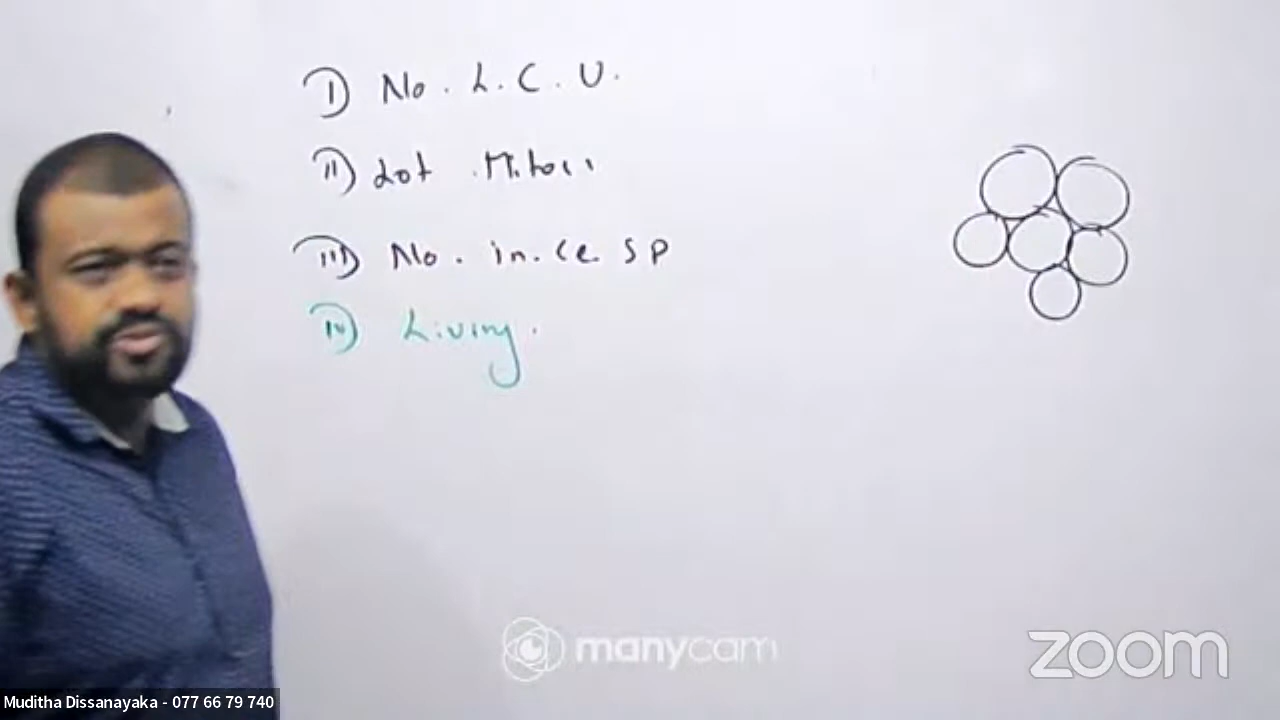 I) No. L. C. U.
II) Lot Mitoc.
III) No. in. Ce. SP
IV) Living.
manycam
zoom
Muditha Dissanayaka - 077 66 79 740